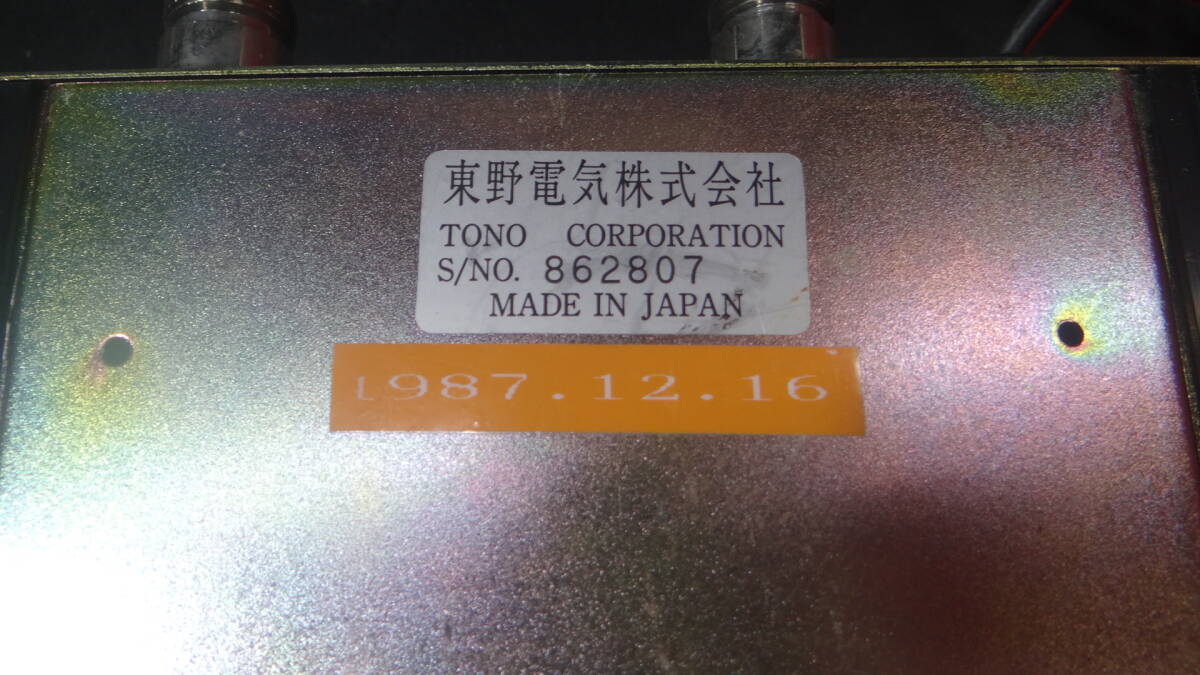 東野電気株式会社
TONO CORPORATION
S/NO. 862807
MADE IN JAPAN
1987.12.16